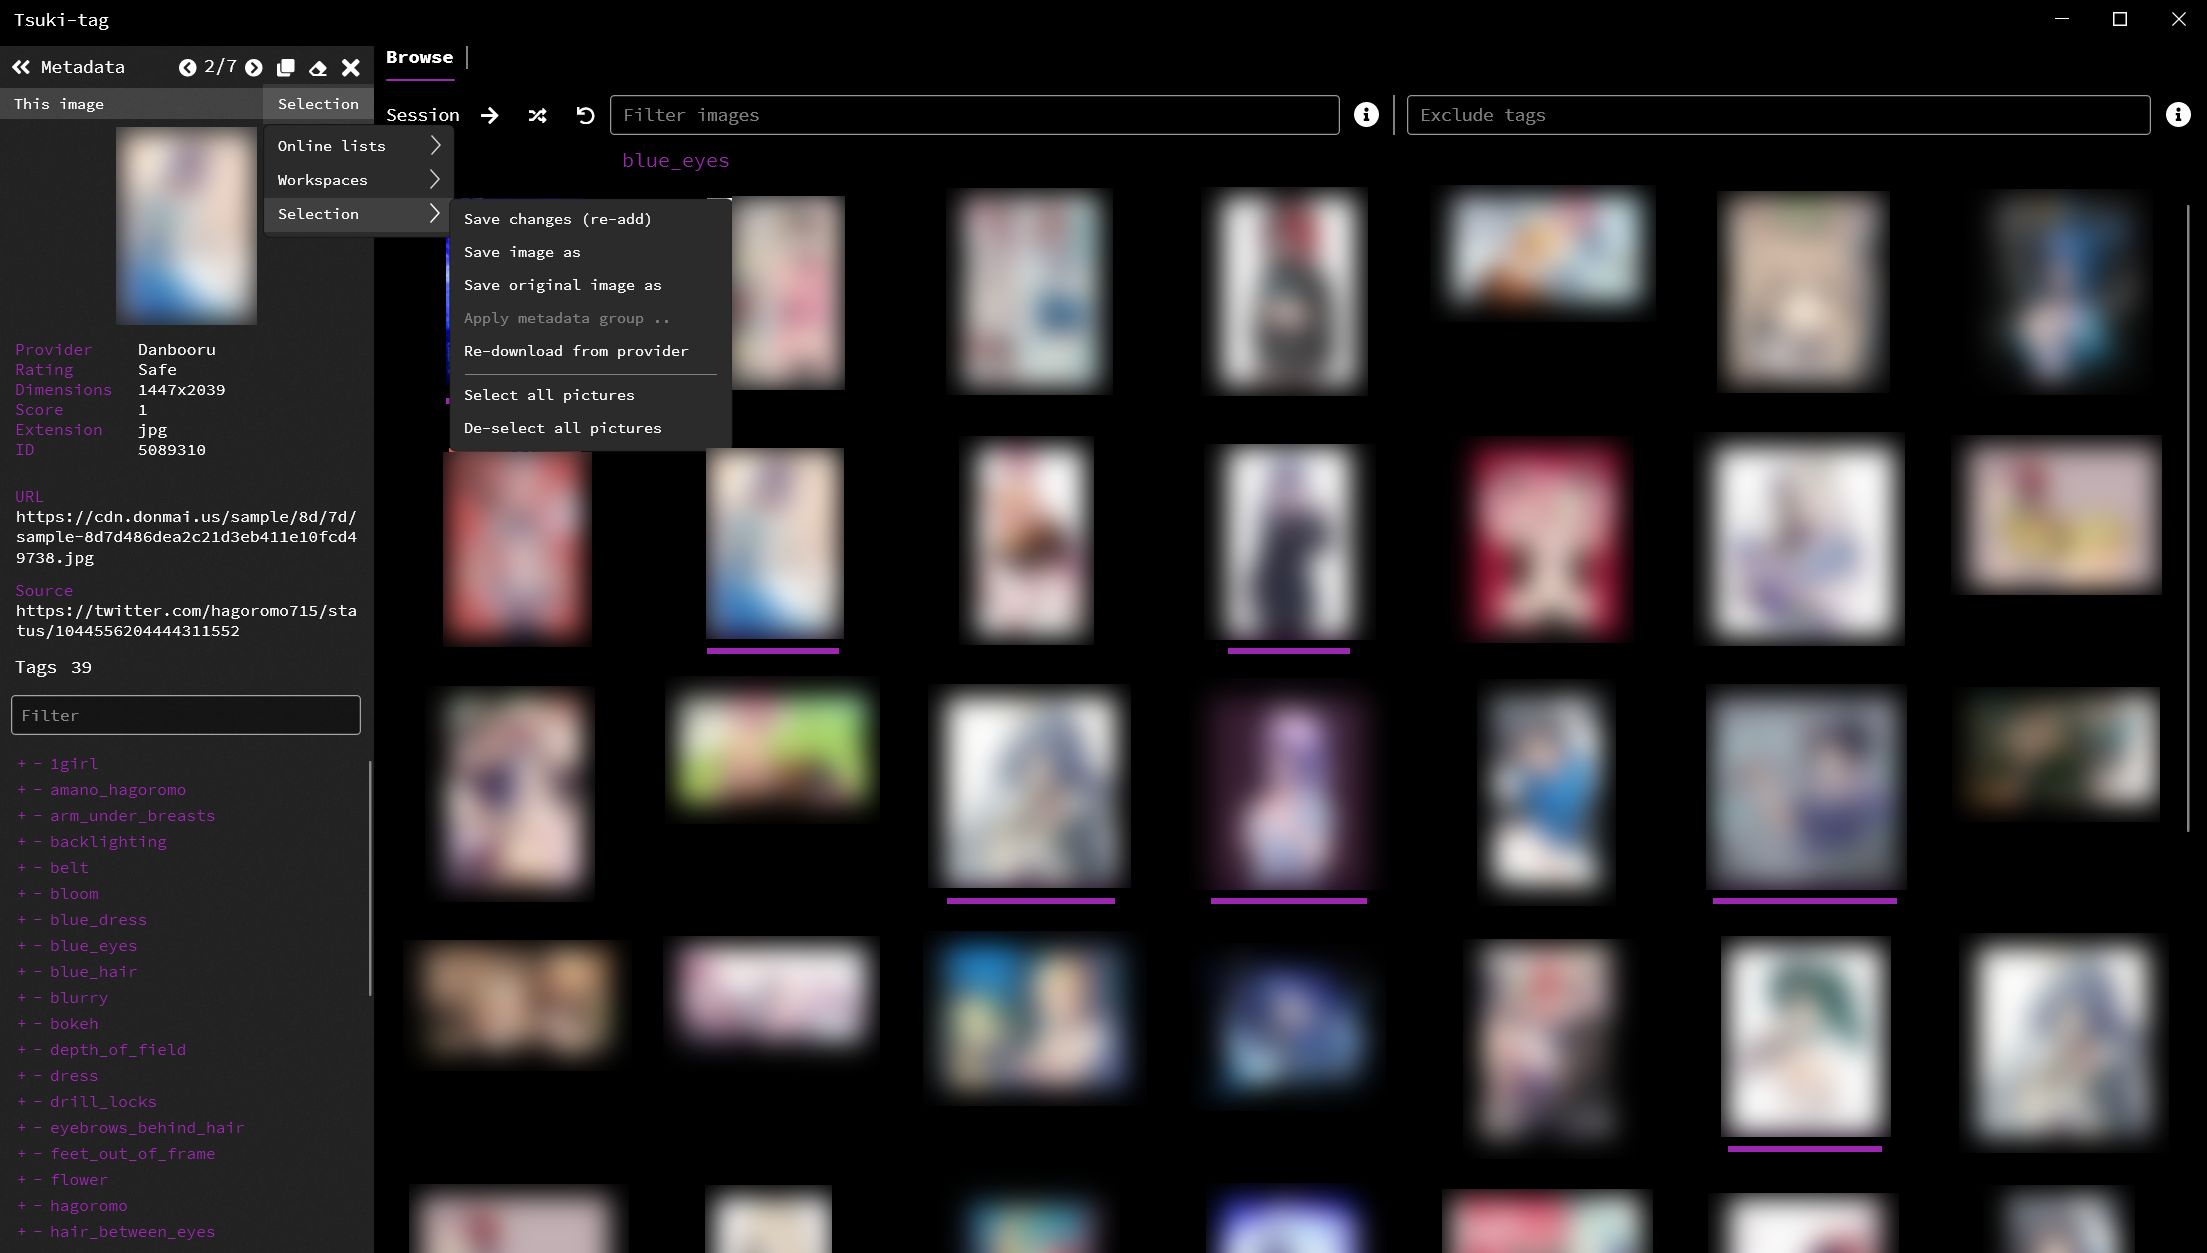 Tsuki-tag
Metadata
2/7
This image
Selection
Online lists
Workspaces
Selection
Save changes (re-add)
Save image as
Save original image as
Apply metadata group ..
Re-download from provider
Select all pictures
De-select all pictures
Browse
Session
Filter images
Exclude tags
blue_eyes
Provider Danbooru
Rating Safe
Dimensions 1447x2039
Score 1
Extension jpg
ID 5089310
URL
https://cdn.donmai.us/sample/8d/7d/
sample-8d7d486dea2c21d3eb411e10fcd4
9738.jpg
Source
https://twitter.com/hagoromo715/sta
tus/1044556204444311552
Tags 39
Filter
+ - 1girl
+ - amano_hagoromo
+ - arm_under_breasts
+ - backlighting
+ - belt
+ - bloom
+ - blue_dress
+ - blue_eyes
+ - blue_hair
+ - blurry
+ - bokeh
+ - depth_of_field
+ - dress
+ - drill_locks
+ - eyebrows_behind_hair
+ - feet_out_of_frame
+ - flower
+ - hagoromo
+ - hair_between_eyes